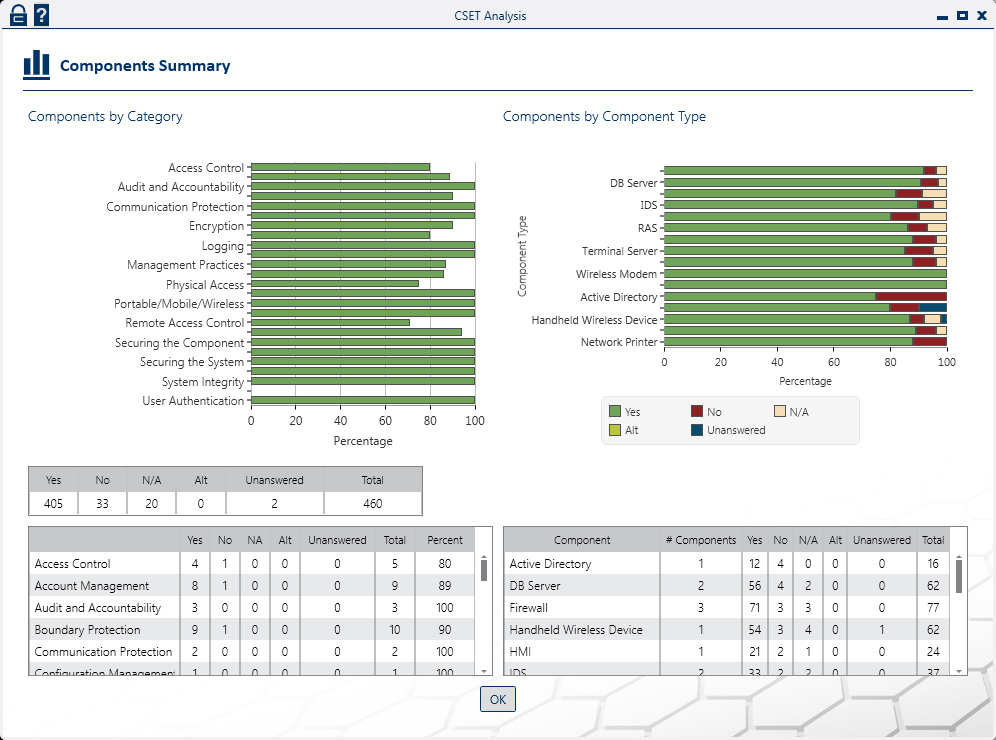 ?
CSET Analysis
Components Summary
Components by Category
Components by Component Type
Access Control
Audit and Accountability
Communication Protection
Encryption
Logging
Management Practices
Physical Access
Portable/Mobile/Wireless
Remote Access Control
Securing the Component
Securing the System
System Integrity
User Authentication
0 20 40 60 80 100
Percentage
Component Type
DB Server
IDS
RAS
Terminal Server
Wireless Modem
Active Directory
Handheld Wireless Device
Network Printer
0 20 40 60 80 100
Percentage
Yes No N/A
Alt Unanswered
Yes No N/A Alt Unanswered Total
405 33 20 0 2 460
Yes No NA Alt Unanswered Total Percent
Access Control 4 1 0 0 0 5 80
Account Management 8 1 0 0 0 9 89
Audit and Accountability 3 0 0 0 0 3 100
Boundary Protection 9 1 0 0 0 10 90
Communication Protection 2 0 0 0 0 2 100
Configuration Management 1 0 0 0 0 1 100
Component # Components Yes No N/A Alt Unanswered Total
Active Directory 1 12 4 0 0 0 16
DB Server 2 56 4 2 0 0 62
Firewall 3 71 3 3 0 0 77
Handheld Wireless Device 1 54 3 4 0 1 62
HMI 1 21 2 1 0 0 24
IDS 2 33 2 2 0 0 37
OK